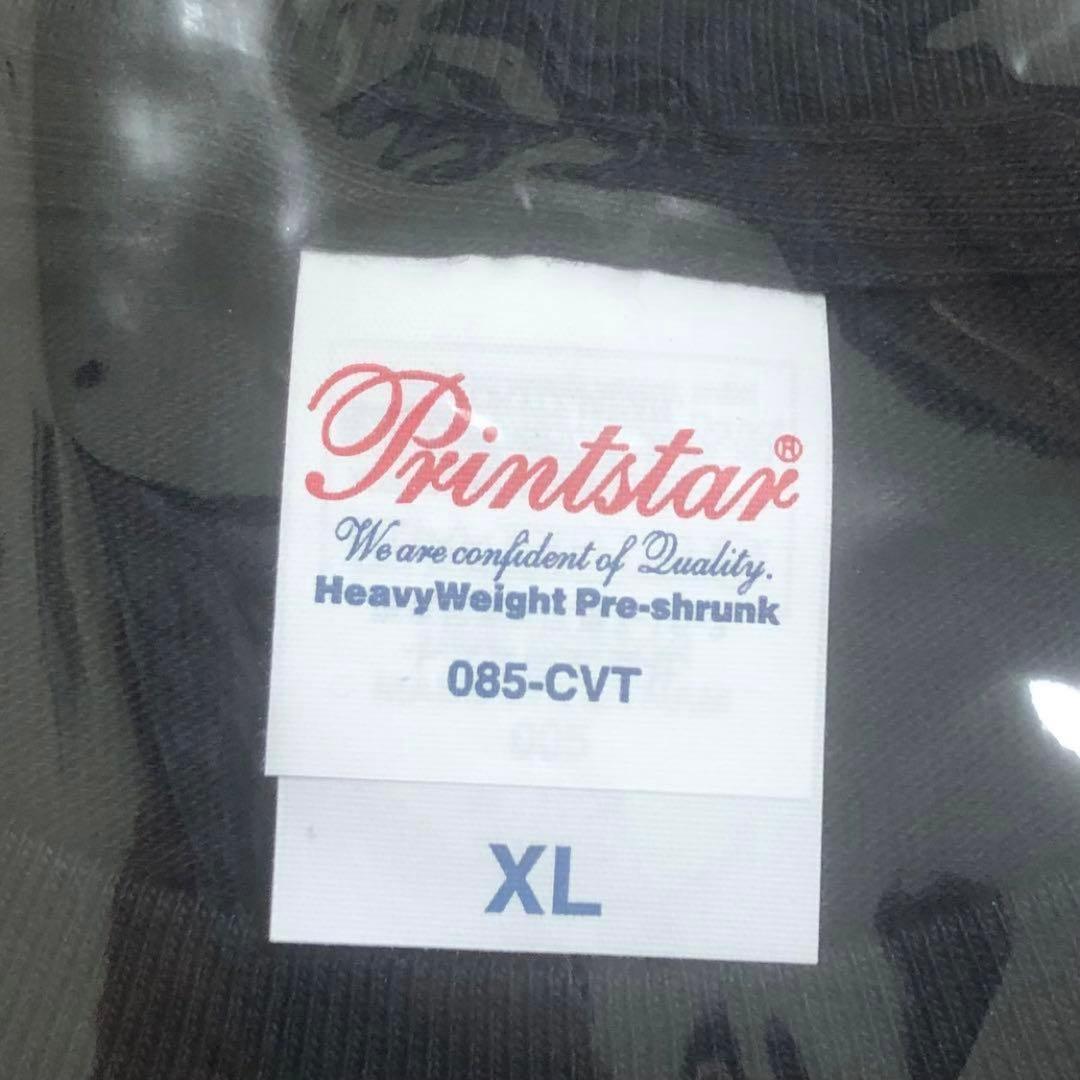 Printstar®
We are confident of Quality.
HeavyWeight Pre-shrunk
085-CVT
XL